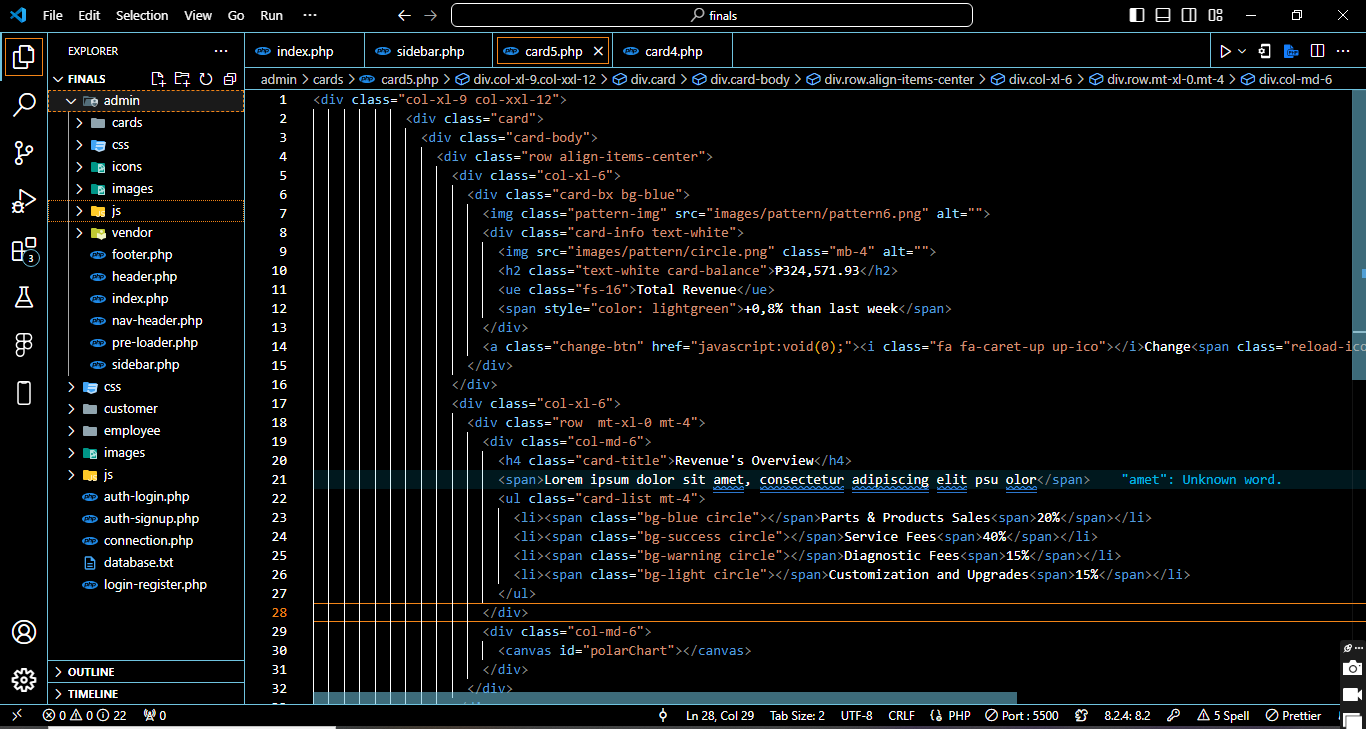 File Edit Selection View Go Run ··· finals
EXPLORER ···
index.php sidebar.php card5.php card4.php
FINALS
admin > cards > card5.php > div.col-xl-9.col-xxl-12 > div.card > div.card-body > div.row.align-items-center > div.col-xl-6 > div.row.mt-xl-0.mt-4 > div.col-md-6
admin
cards
css
icons
images
js
vendor
footer.php
header.php
index.php
nav-header.php
pre-loader.php
sidebar.php
css
customer
employee
images
js
auth-login.php
auth-signup.php
connection.php
database.txt
login-register.php
OUTLINE
TIMELINE
3
1 <div class="col-xl-9 col-xxl-12">
2 <div class="card">
3 <div class="card-body">
4 <div class="row align-items-center">
5 <div class="col-xl-6">
6 <div class="card-bx bg-blue">
7 <img class="pattern-img" src="images/pattern/pattern6.png" alt="">
8 <div class="card-info text-white">
9 <img src="images/pattern/circle.png" class="mb-4" alt="">
10 <h2 class="text-white card-balance">₱324,571.93</h2>
11 <ue class="fs-16">Total Revenue</ue>
12 <span style="color: lightgreen">+0,8% than last week</span>
13 </div>
14 <a class="change-btn" href="javascript:void(0);"><i class="fa fa-caret-up up-ico"></i>Change<span class="reload-ico
15 </div>
16 </div>
17 <div class="col-xl-6">
18 <div class="row  mt-xl-0 mt-4">
19 <div class="col-md-6">
20 <h4 class="card-title">Revenue's Overview</h4>
21 <span>Lorem ipsum dolor sit amet, consectetur adipiscing elit psu olor</span> "amet": Unknown word.
22 <ul class="card-list mt-4">
23 <li><span class="bg-blue circle"></span>Parts & Products Sales<span>20%</span></li>
24 <li><span class="bg-success circle"></span>Service Fees<span>40%</span></li>
25 <li><span class="bg-warning circle"></span>Diagnostic Fees<span>15%</span></li>
26 <li><span class="bg-light circle"></span>Customization and Upgrades<span>15%</span></li>
27 </ul>
28 </div>
29 <div class="col-md-6">
30 <canvas id="polarChart"></canvas>
31 </div>
32 </div>
0 0 22 0 Ln 28, Col 29 Tab Size: 2 UTF-8 CRLF PHP Port : 5500 8.2.4: 8.2 5 Spell Prettier